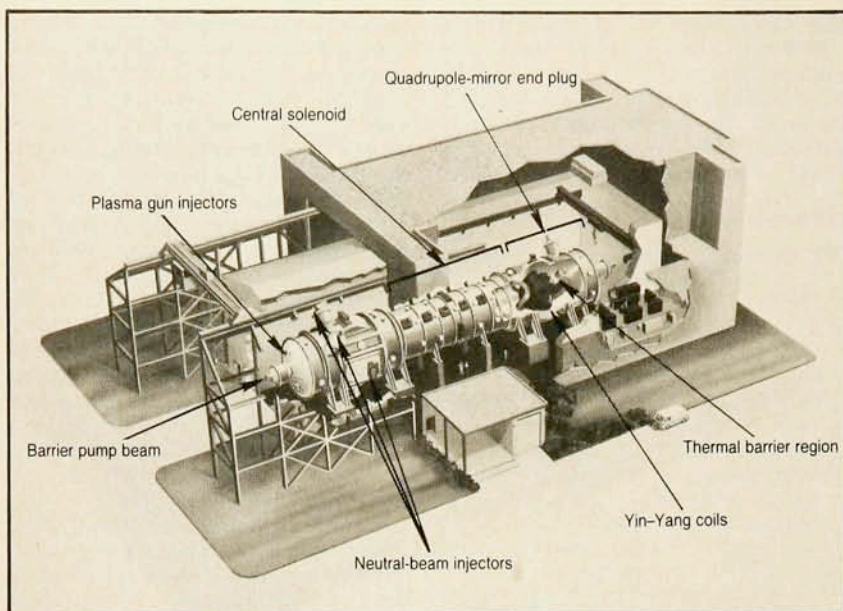 Quadrupole-mirror end plug
Central solenoid
Plasma gun injectors
Barrier pump beam
Thermal barrier region
Yin–Yang coils
Neutral-beam injectors